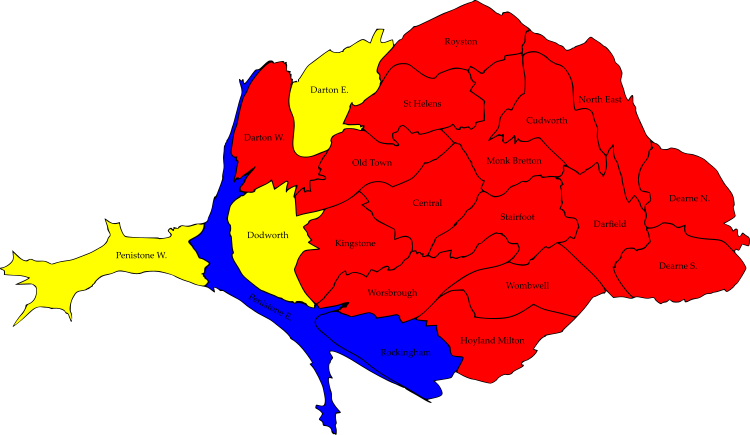 Royston
Darton E.
St Helens
North East
Cudworth
Darton W.
Old Town
Monk Bretton
Dearne N.
Central
Stairfoot
Darfield
Dodworth
Kingstone
Penistone W.
Dearne S.
Worsbrough
Wombwell
Penistone E.
Hoyland Milton
Rockingham